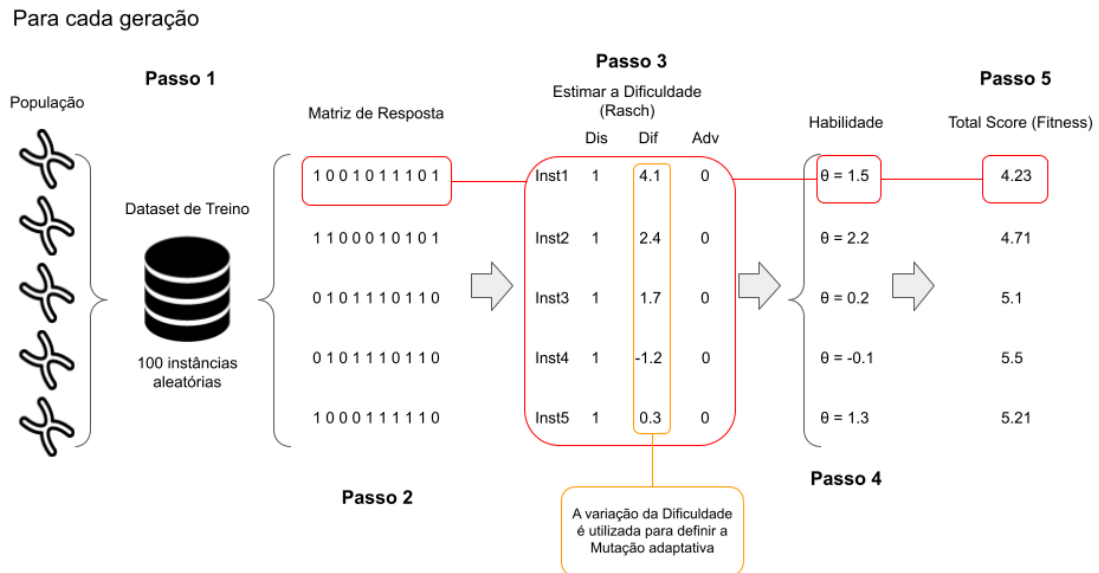 Para cada geração
Passo 1
Passo 3
Passo 5
População
Estimar a Dificuldade
(Rasch)
Matriz de Resposta
Habilidade
Total Score (Fitness)
Dis Dif Adv
Dataset de Treino
100 instâncias
aleatórias
1 0 0 1 0 1 1 1 0 1
Inst1 1 4.1 0
θ = 1.5
4.23
1 1 0 0 0 1 0 1 0 1
Inst2 1 2.4 0
θ = 2.2
4.71
0 1 0 1 1 1 0 1 1 0
Inst3 1 1.7 0
θ = 0.2
5.1
0 1 0 1 1 1 0 1 1 0
Inst4 1 -1.2 0
θ = -0.1
5.5
1 0 0 0 1 1 1 1 1 0
Inst5 1 0.3 0
θ = 1.3
5.21
Passo 2
Passo 4
A variação da Dificuldade
é utilizada para definir a
Mutação adaptativa